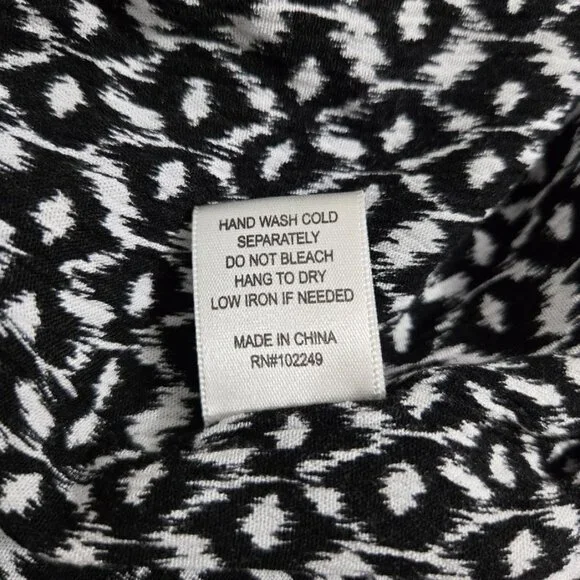 HAND WASH COLD
SEPARATELY
DO NOT BLEACH
HANG TO DRY
LOW IRON IF NEEDED
MADE IN CHINA
RN#102249